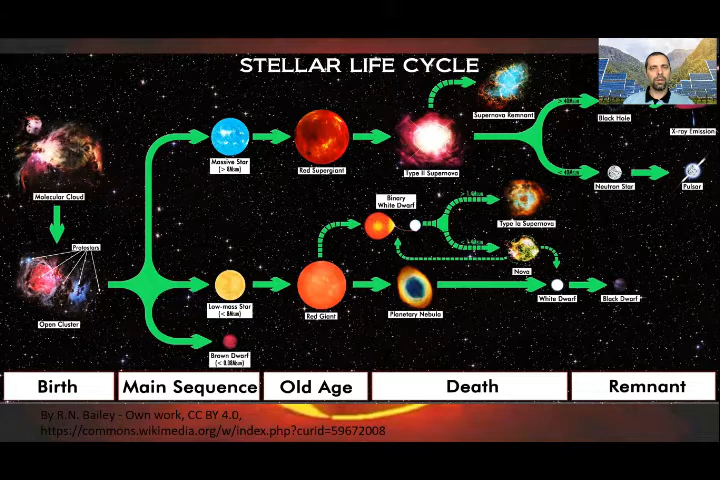 STELLAR LIFE CYCLE
Supernova Remnant
Black Hole
X-ray Emission
Massive Star
Red Supergiant
Type II Supernova
Neutron Star
Pulsar
Molecular Cloud
Binary
White Dwarf
Type Ia Supernova
Protostars
Nova
Open Cluster
Low-mass Star
Red Giant
Planetary Nebula
White Dwarf
Black Dwarf
Brown Dwarf
Birth
Main Sequence
Old Age
Death
Remnant
By R.N. Bailey - Own work, CC BY 4.0,
https://commons.wikimedia.org/w/index.php?curid=59672008